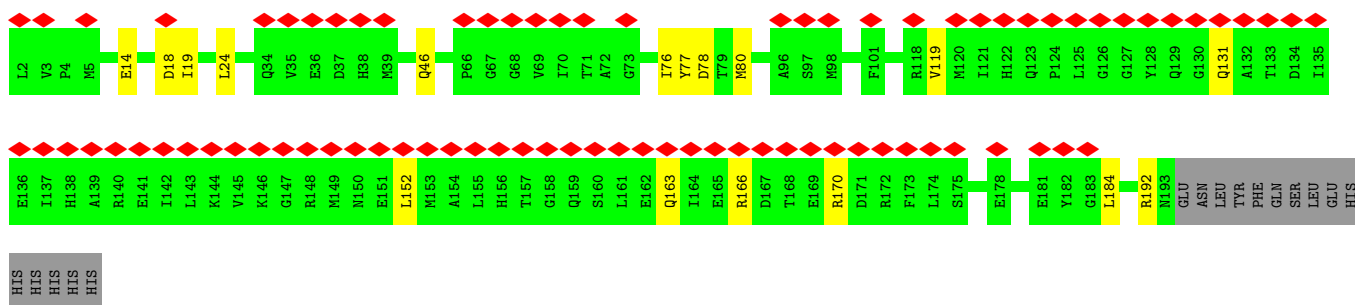 L2 V3 P4 M5 E14 D18 I19 L24 Q34 V35 E36 D37 H38 M39 Q46 P66 G67 G68 V69 I70 T71 A72 G73 I76 Y77 D78 T79 M80 A96 S97 M98 F101 R118 V119 M120 I121 H122 Q123 P124 L125 G126 G127 Y128 Q129 G130 Q131 A132 T133 D134 I135
E136 I137 H138 A139 R140 E141 I142 L143 K144 V145 K146 G147 R148 M149 N150 E151 L152 M153 A154 L155 H156 T157 G158 Q159 S160 L161 E162 Q163 I164 E165 R166 D167 T168 E169 R170 D171 R172 F173 L174 S175 E178 E181 Y182 G183 L184 R192 N193 GLU ASN LEU TYR PHE GLN SER LEU GLU HIS
HIS HIS HIS HIS HIS